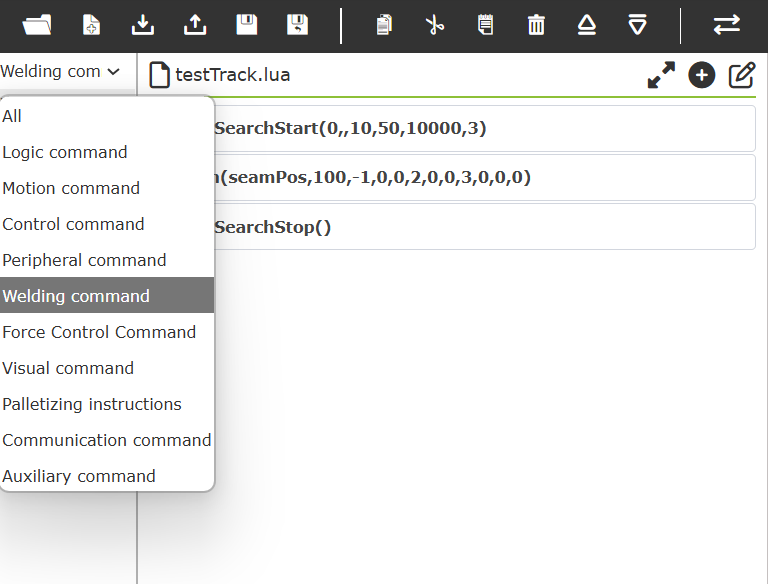 Welding com
testTrack.lua
All
Logic command
Motion command
Control command
Peripheral command
Welding command
Force Control Command
Visual command
Palletizing instructions
Communication command
Auxiliary command
SearchStart(0,,10,50,10000,3)
(seamPos,100,-1,0,0,2,0,0,3,0,0,0)
SearchStop()